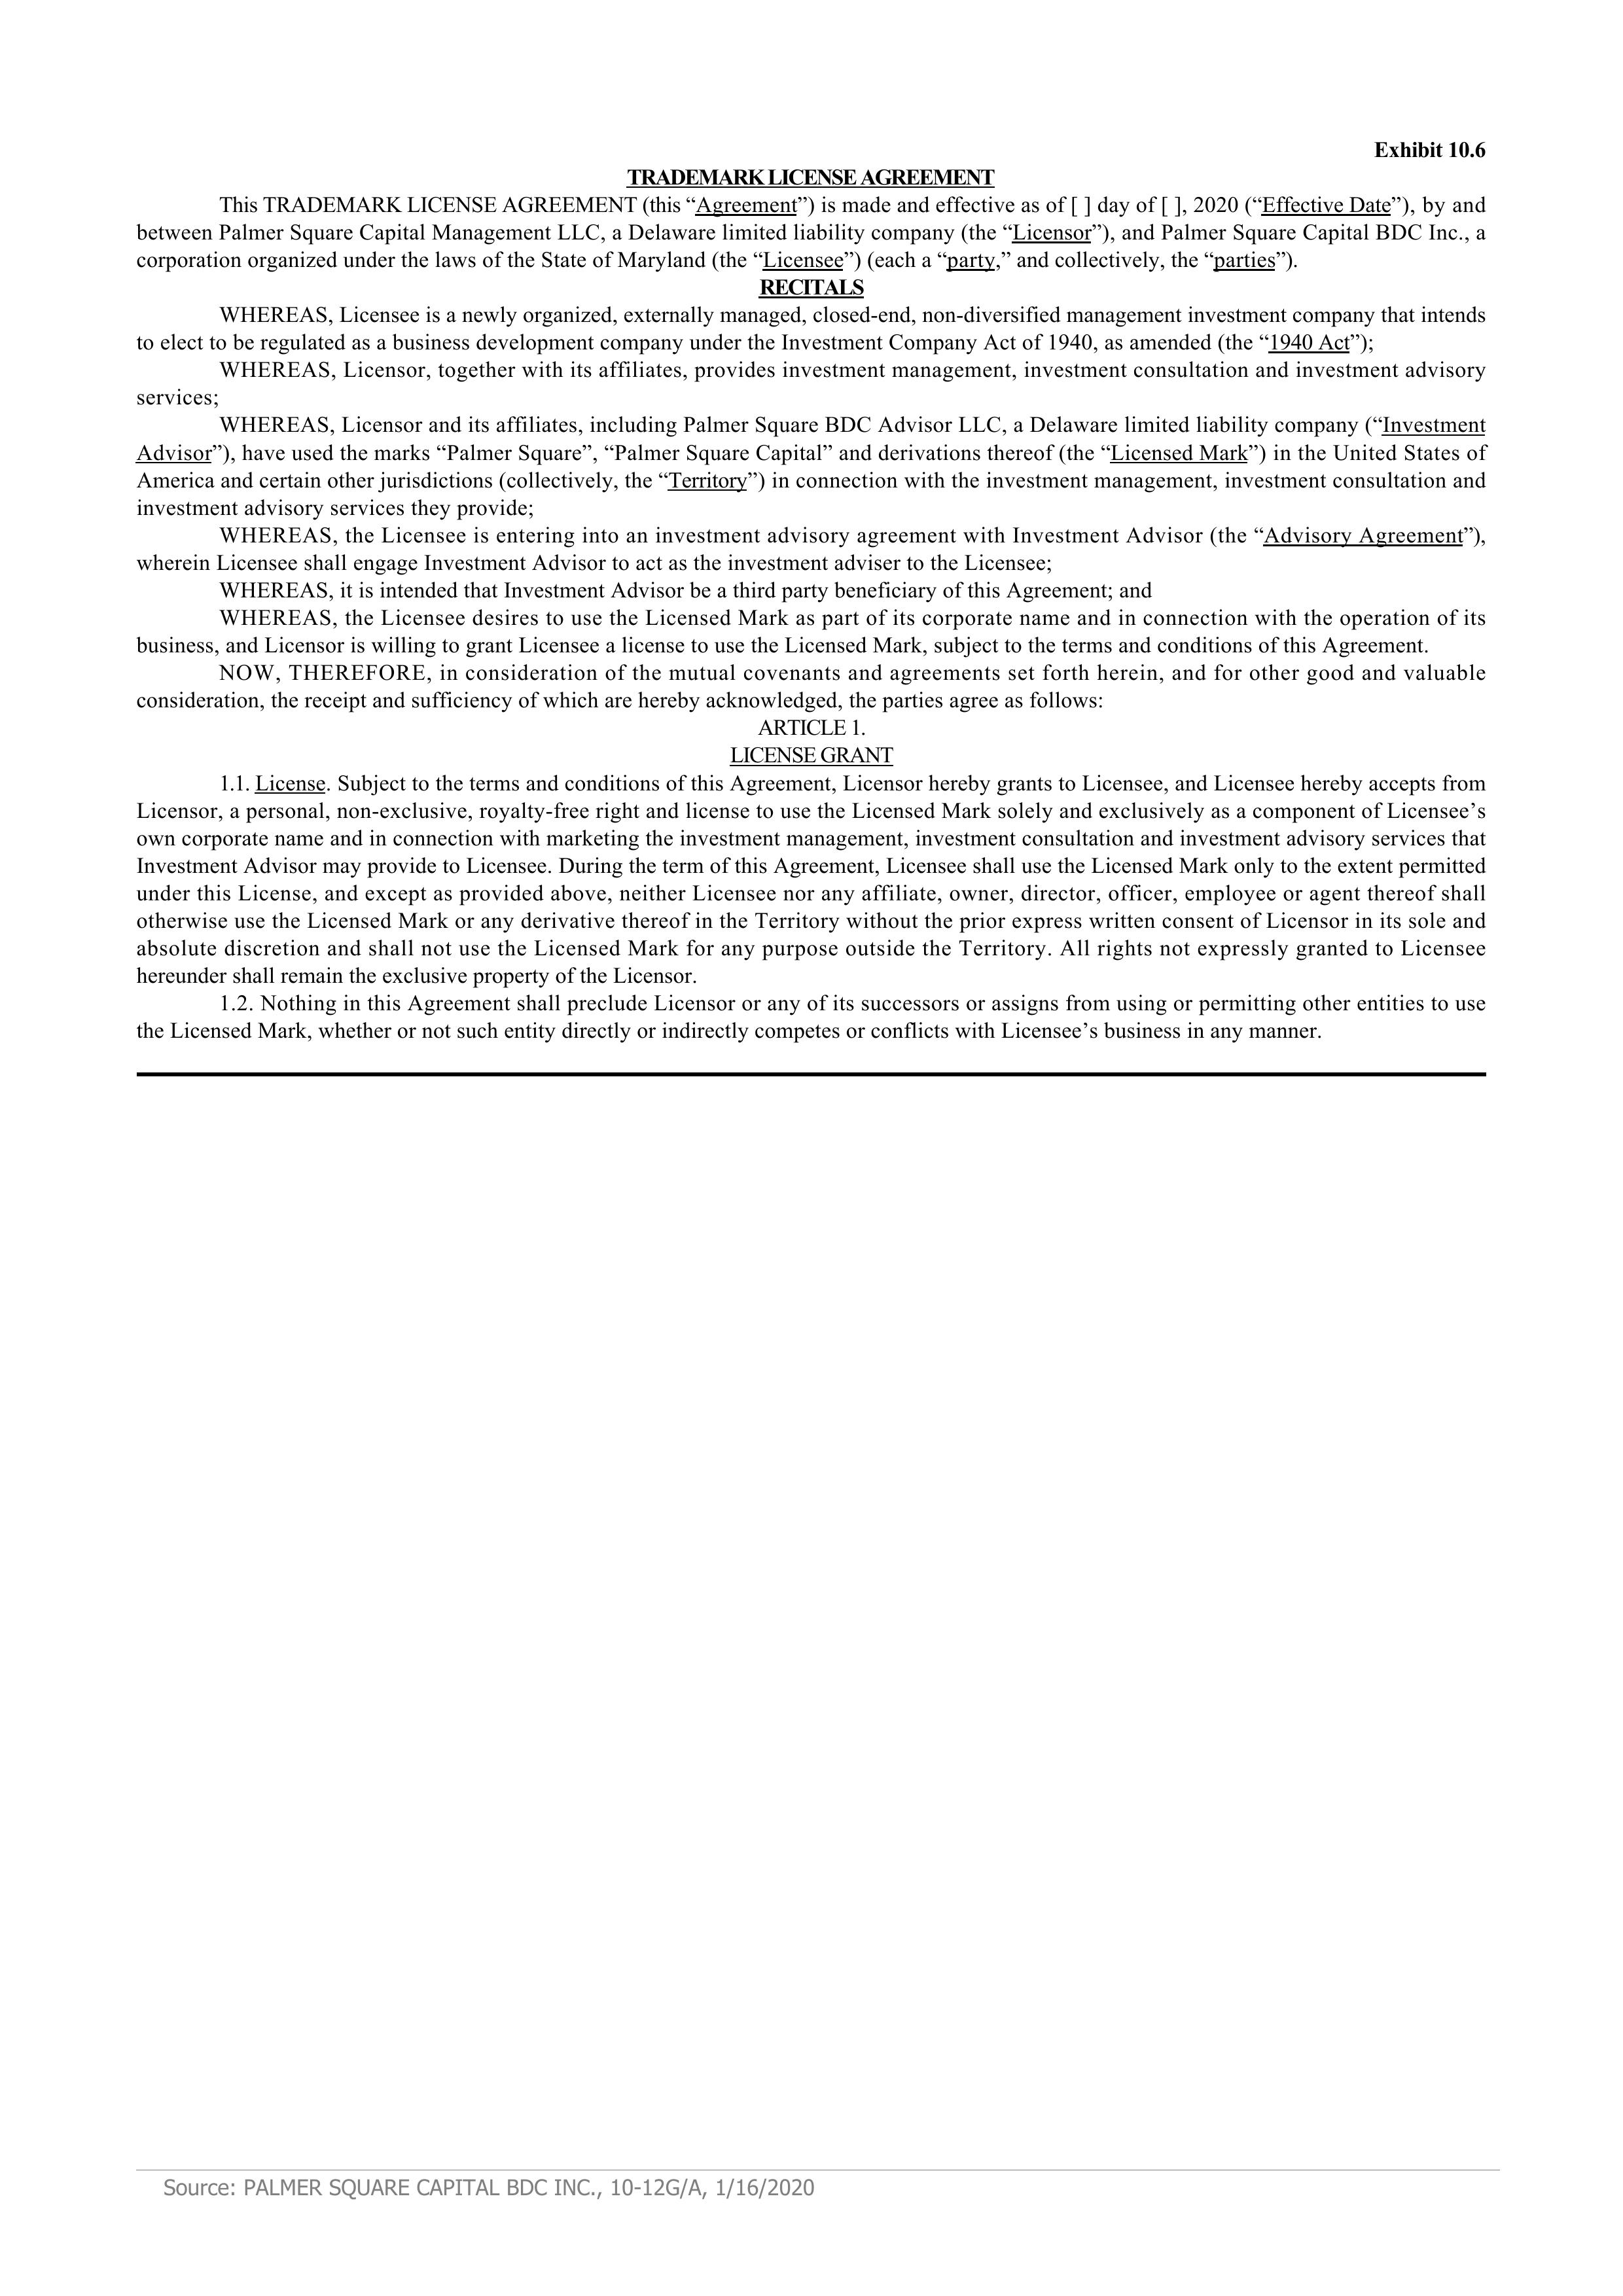 Exhibit 10.6
TRADEMARK LICENSE AGREEMENT
This TRADEMARK LICENSE AGREEMENT (this “Agreement”) is made and effective as of [ ] day of [ ], 2020 (“Effective Date”), by and
between Palmer Square Capital Management LLC, a Delaware limited liability company (the “Licensor”), and Palmer Square Capital BDC Inc., a
corporation organized under the laws of the State of Maryland (the “Licensee”) (each a “party,” and collectively, the “parties”).
RECITALS
WHEREAS, Licensee is a newly organized, externally managed, closed-end, non-diversified management investment company that intends
to elect to be regulated as a business development company under the Investment Company Act of 1940, as amended (the “1940 Act”);
WHEREAS, Licensor, together with its affiliates, provides investment management, investment consultation and investment advisory
services;
WHEREAS, Licensor and its affiliates, including Palmer Square BDC Advisor LLC, a Delaware limited liability company (“Investment
Advisor”), have used the marks “Palmer Square”, “Palmer Square Capital” and derivations thereof (the “Licensed Mark”) in the United States of
America and certain other jurisdictions (collectively, the “Territory”) in connection with the investment management, investment consultation and
investment advisory services they provide;
WHEREAS, the Licensee is entering into an investment advisory agreement with Investment Advisor (the “Advisory Agreement”),
wherein Licensee shall engage Investment Advisor to act as the investment adviser to the Licensee;
WHEREAS, it is intended that Investment Advisor be a third party beneficiary of this Agreement; and
WHEREAS, the Licensee desires to use the Licensed Mark as part of its corporate name and in connection with the operation of its
business, and Licensor is willing to grant Licensee a license to use the Licensed Mark, subject to the terms and conditions of this Agreement.
NOW, THEREFORE, in consideration of the mutual covenants and agreements set forth herein, and for other good and valuable
consideration, the receipt and sufficiency of which are hereby acknowledged, the parties agree as follows:
ARTICLE 1.
LICENSE GRANT
1.1. License. Subject to the terms and conditions of this Agreement, Licensor hereby grants to Licensee, and Licensee hereby accepts from
Licensor, a personal, non-exclusive, royalty-free right and license to use the Licensed Mark solely and exclusively as a component of Licensee’s
own corporate name and in connection with marketing the investment management, investment consultation and investment advisory services that
Investment Advisor may provide to Licensee. During the term of this Agreement, Licensee shall use the Licensed Mark only to the extent permitted
under this License, and except as provided above, neither Licensee nor any affiliate, owner, director, officer, employee or agent thereof shall
otherwise use the Licensed Mark or any derivative thereof in the Territory without the prior express written consent of Licensor in its sole and
absolute discretion and shall not use the Licensed Mark for any purpose outside the Territory. All rights not expressly granted to Licensee
hereunder shall remain the exclusive property of the Licensor.
1.2. Nothing in this Agreement shall preclude Licensor or any of its successors or assigns from using or permitting other entities to use
the Licensed Mark, whether or not such entity directly or indirectly competes or conflicts with Licensee’s business in any manner.
Source: PALMER SQUARE CAPITAL BDC INC., 10-12G/A, 1/16/2020